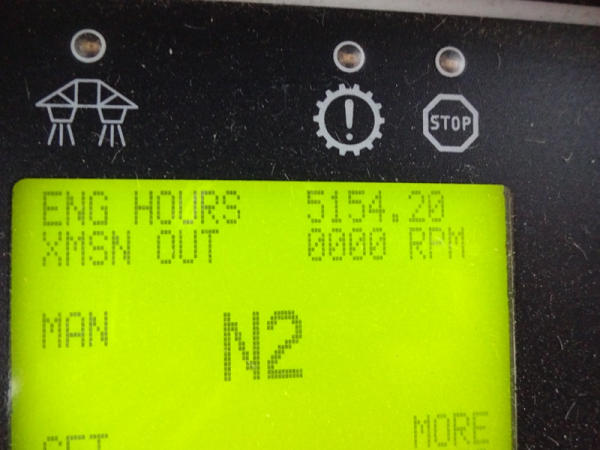 STOP
ENG HOURS 5154.20
XMSN OUT 0000 RPM
MAN N2
MORE